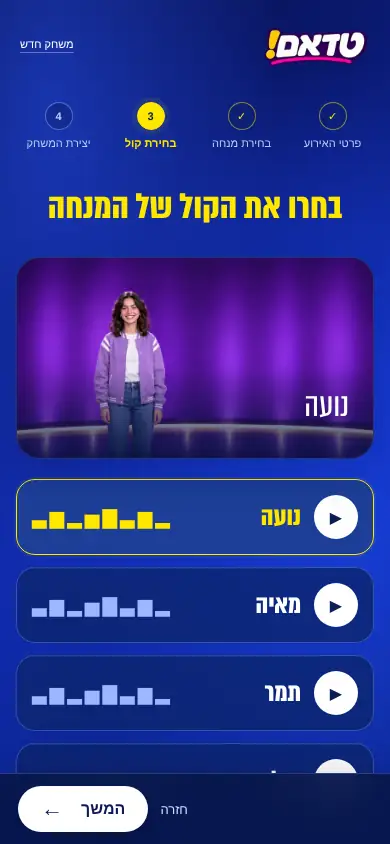 טדאם!
משחק חדש
✓ ✓ 3 4
פרטי האירוע בחירת מנחה בחירת קול יצירת המשחק
בחרו את הקול של המנחה
נועה
נועה
מאיה
תמר
חזרה
המשך ←